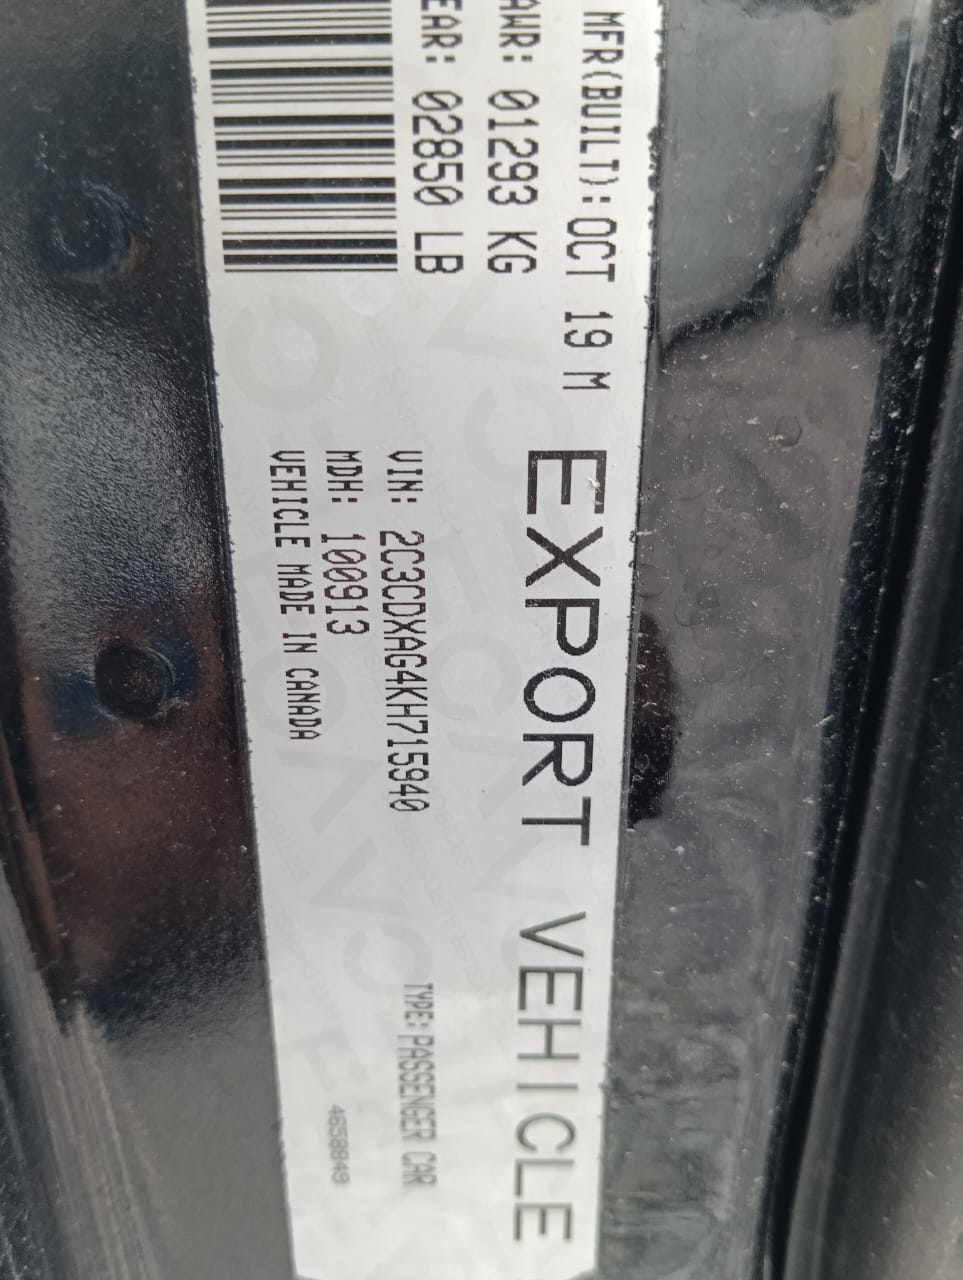 MFR(BUILT):OCT 19 M
AWR: 01293 KG
EAR: 02850 LB
EXPORT VEHICLE
VIN: 2C3CDXAG4KH715940
TYPE:PASSENGER CAR
MDH: 100913
VEHICLE MADE IN CANADA
4658849